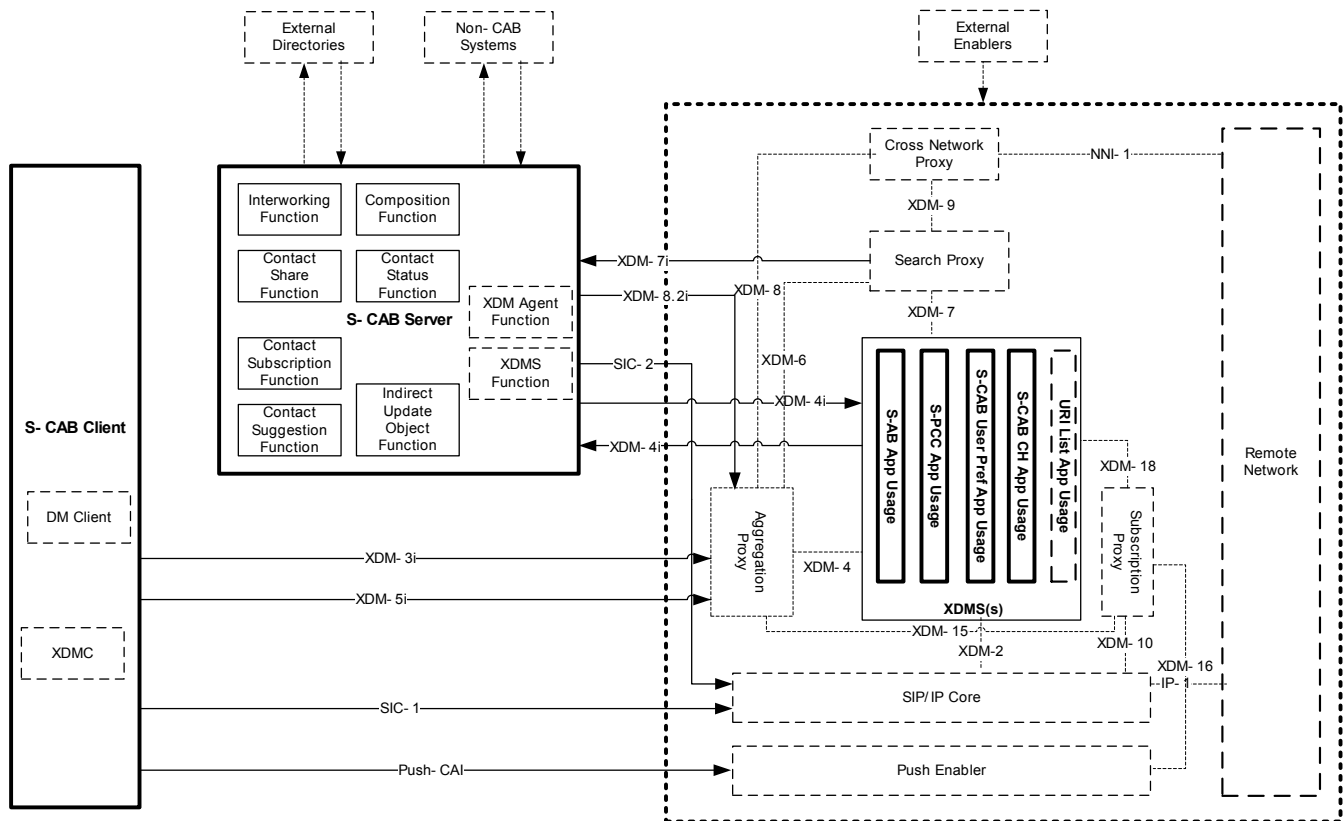 External
Directories
Non- CAB
Systems
External
Enablers
Cross Network
Proxy
NNI- 1
Interworking
Function
Composition
Function
XDM- 9
Contact
Share
Function
Contact
Status
Function
XDM- 7i
Search Proxy
XDM- 8.2i
XDM- 8
XDM Agent
Function
S- CAB Server
XDM- 7
Contact
Subscription
Function
XDMS
Function
SIC- 2
XDM-6
Indirect
Update
Object
Function
XDM- 4i
Contact
Suggestion
Function
XDM- 4i
S-AB App Usage
S-PCC App Usage
S-CAB User Pref App Usage
S-CAB CH App Usage
URI List App Usage
XDM- 18
Remote
Network
S- CAB Client
DM Client
Aggregation
Proxy
Subscription
Proxy
XDM- 3i
XDM- 4
XDM- 5i
XDMS(s)
XDM- 15
XDM- 10
XDM-2
XDMC
XDM- 16
IP- 1
SIP/IP Core
SIC- 1
Push- CAI
Push Enabler